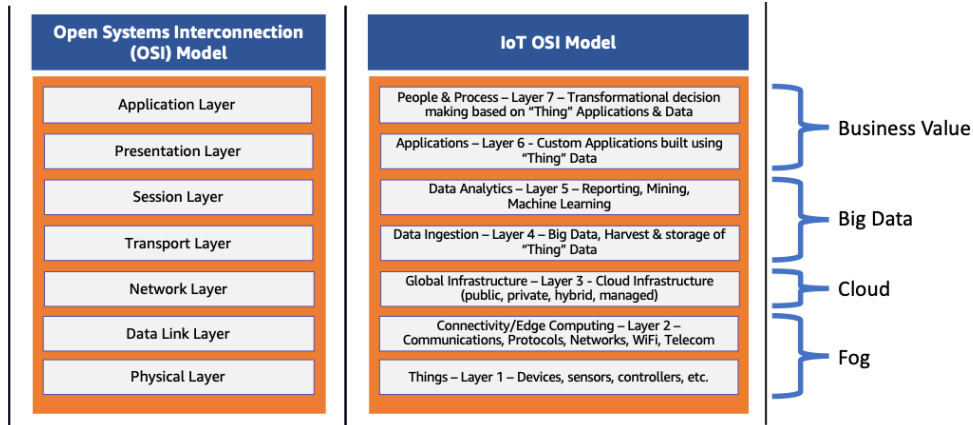 Open Systems Interconnection
(OSI) Model
Application Layer
Presentation Layer
Session Layer
Transport Layer
Network Layer
Data Link Layer
Physical Layer
IoT OSI Model
People & Process – Layer 7 – Transformational decision
making based on “Thing” Applications & Data
Applications – Layer 6 - Custom Applications built using
“Thing” Data
Data Analytics – Layer 5 – Reporting, Mining,
Machine Learning
Data Ingestion – Layer 4 – Big Data, Harvest & storage of
“Thing” Data
Global Infrastructure – Layer 3 - Cloud Infrastructure
(public, private, hybrid, managed)
Connectivity/Edge Computing – Layer 2 –
Communications, Protocols, Networks, WiFi, Telecom
Things – Layer 1 – Devices, sensors, controllers, etc.
Business Value
Big Data
Cloud
Fog